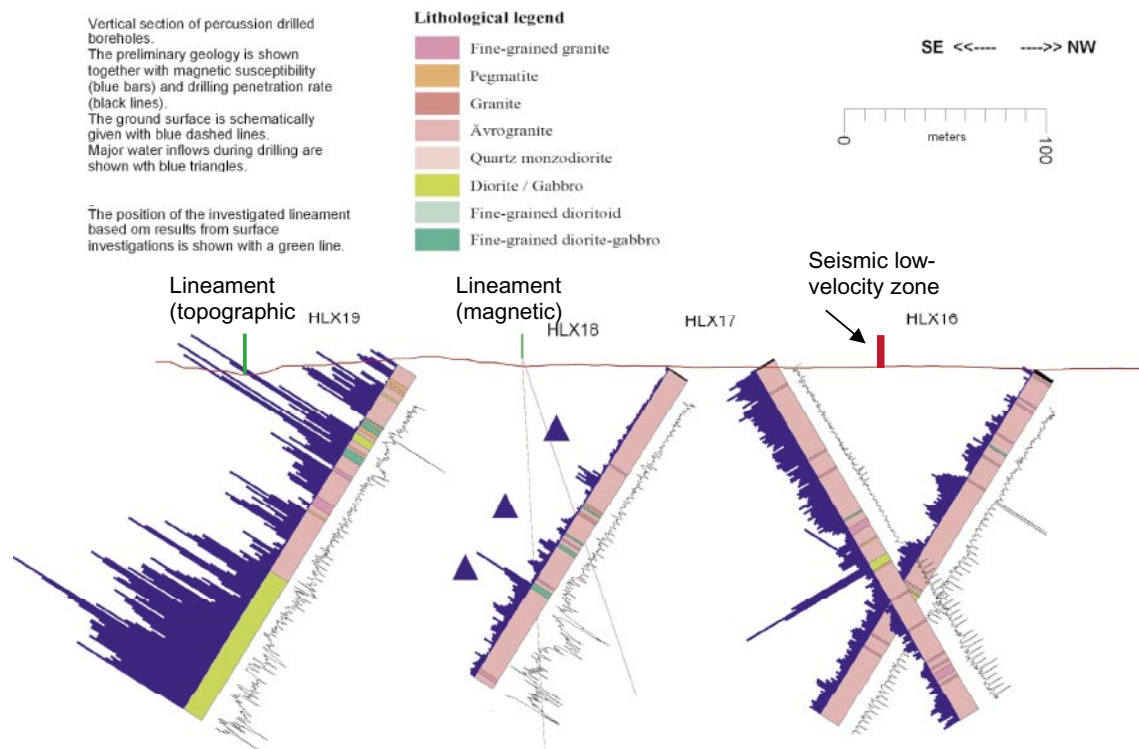 Vertical section of percussion drilled
boreholes.
The preliminary geology is shown
together with magnetic susceptibility
(blue bars) and drilling penetration rate
(black lines).
The ground surface is schematically
given with blue dashed lines.
Major water inflows during drilling are
shown wth blue triangles.
The position of the investigated lineament
based om results from surface
investigations is shown with a green line.
Lithological legend
Fine-grained granite
Pegmatite
Granite
Ävrogranite
Quartz monzodiorite
Diorite / Gabbro
Fine-grained dioritoid
Fine-grained diorite-gabbro
SE <<---- ---->> NW
0 meters 100
Lineament
(topographic
HLX19
Lineament
(magnetic)
HLX18
HLX17
Seismic low-
velocity zone
HLX16